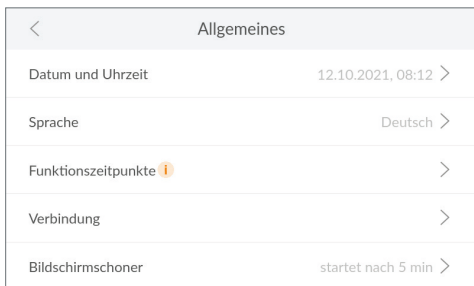 Allgemeines
Datum und Uhrzeit 12.10.2021, 08:12
Sprache Deutsch
Funktionszeitpunkte i
Verbindung
Bildschirmschoner startet nach 5 min